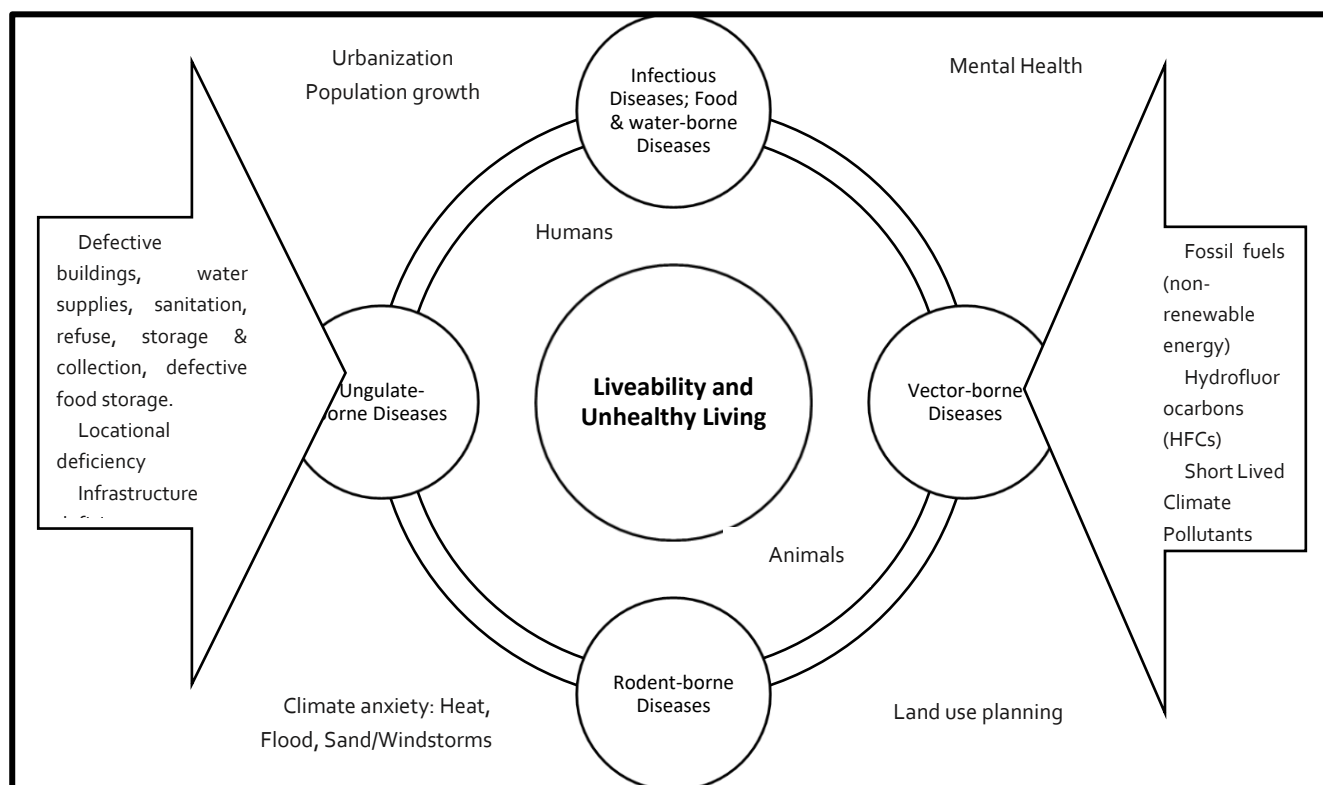 Urbanization
Population growth
Infectious
Diseases; Food
& water-borne
Diseases
Mental Health
Humans
Defective
buildings, water
supplies, sanitation,
refuse, storage &
collection, defective
food storage.
Locational
deficiency
Infrastructure
Ungulate-
borne Diseases
Liveability and
Unhealthy Living
Vector-borne
Diseases
Fossil fuels
(non-
renewable
energy)
Hydrofluor
ocarbons
(HFCs)
Short Lived
Climate
Pollutants
Animals
Rodent-borne
Diseases
Climate anxiety: Heat,
Flood, Sand/Windstorms
Land use planning